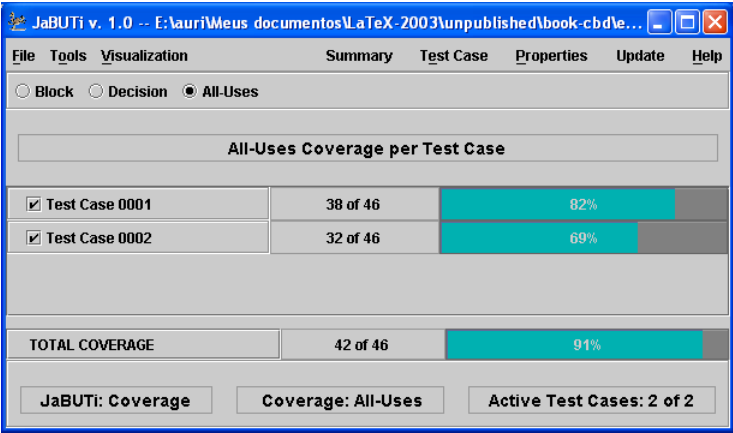 JaBUTi v. 1.0 -- E:\auri\Meus documentos\LaTeX-2003\unpublished\book-cbd\e...
File Tools Visualization Summary Test Case Properties Update Help
Block Decision All-Uses
All-Uses Coverage per Test Case
Test Case 0001 38 of 46 82%
Test Case 0002 32 of 46 69%
TOTAL COVERAGE 42 of 46 91%
JaBUTi: Coverage Coverage: All-Uses Active Test Cases: 2 of 2